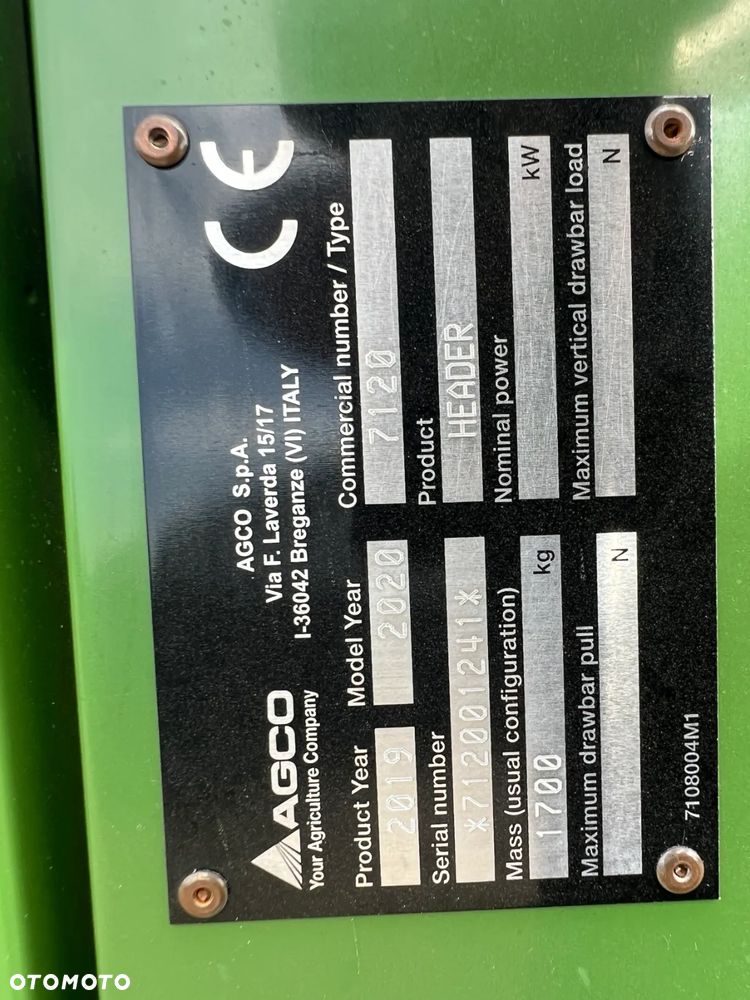 AGCO
Your Agriculture Company
AGCO S.p.A.
Via F. Laverda 15/17
I-36042 Breganze (VI) ITALY
CE
Product Year Model Year Commercial number / Type
2019 2020 7120
Serial number Product
*712001241* HEADER
Mass (usual configuration) Nominal power
1700 kg kW
Maximum drawbar pull Maximum vertical drawbar load
N N
7108004M1
OTOMOTO